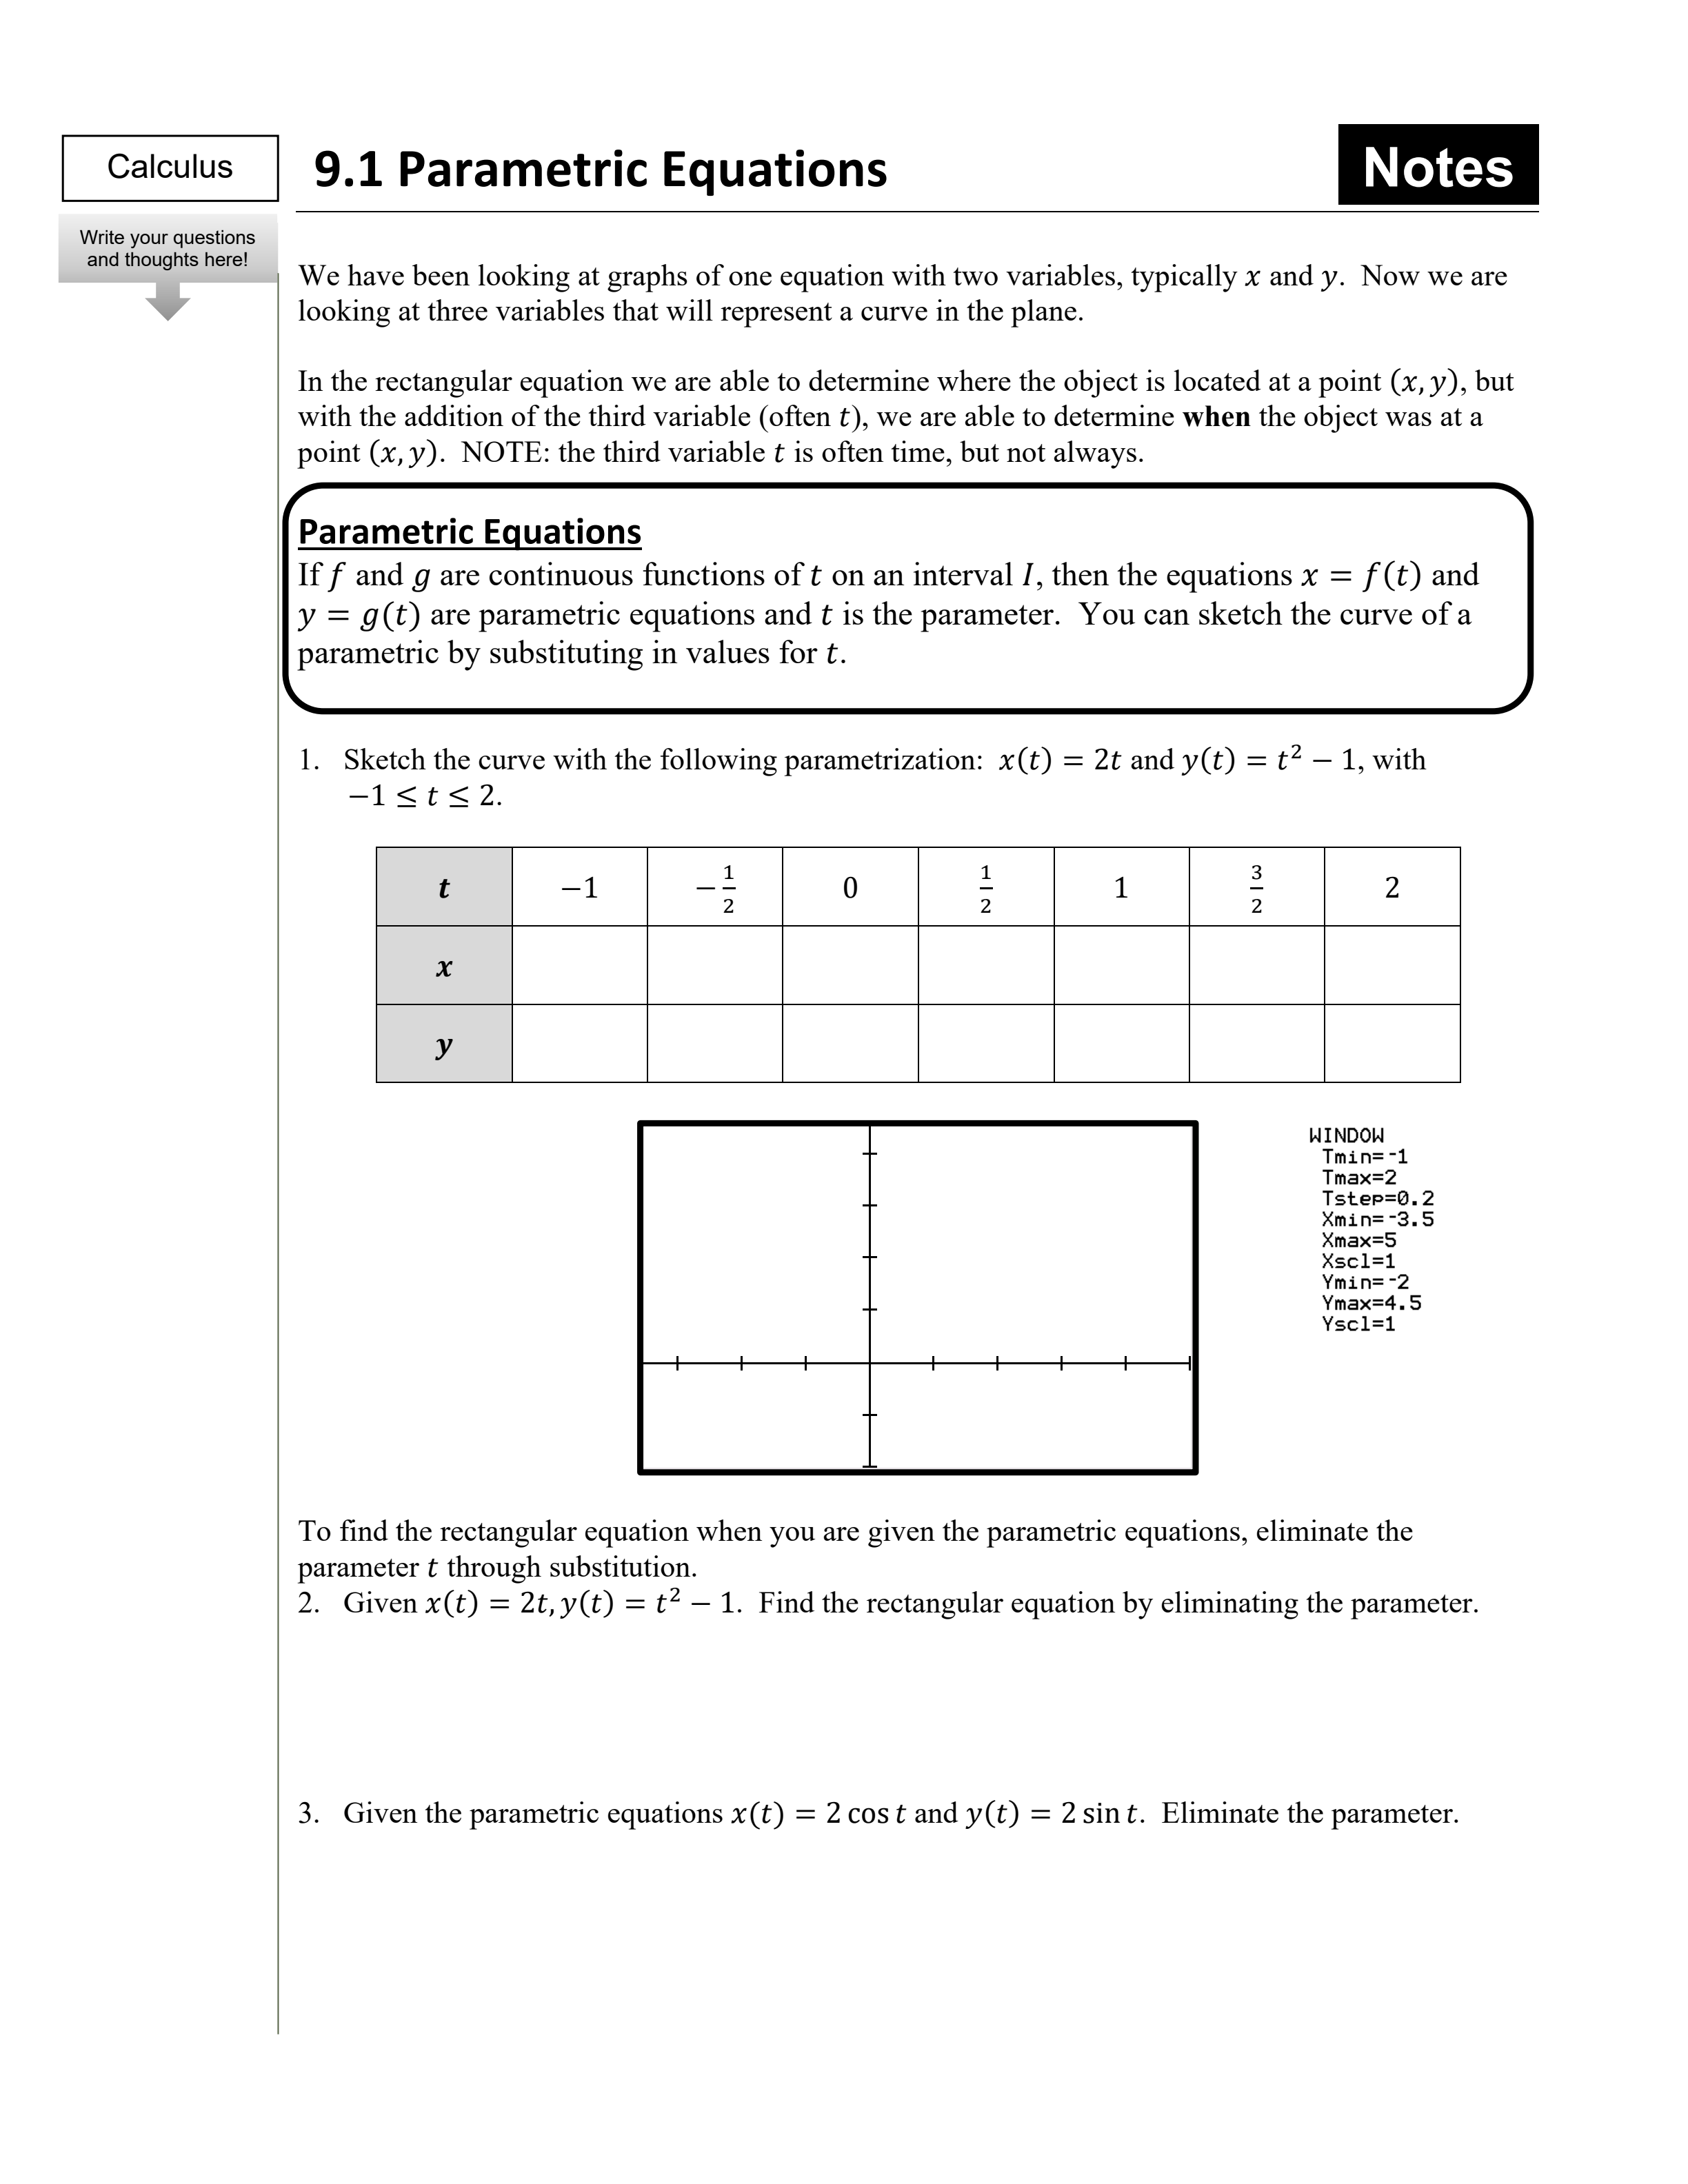 Calculus
9.1 Parametric Equations
Notes
Write your questions
and thoughts here!
We have been looking at graphs of one equation with two variables, typically x and y. Now we are
looking at three variables that will represent a curve in the plane.
In the rectangular equation we are able to determine where the object is located at a point (x, y), but
with the addition of the third variable (often t), we are able to determine when the object was at a
point (x, y). NOTE: the third variable t is often time, but not always.
Parametric Equations
If f and g are continuous functions of t on an interval I, then the equations x = f(t) and
y = g(t) are parametric equations and t is the parameter. You can sketch the curve of a
parametric by substituting in values for t.
1. Sketch the curve with the following parametrization: x(t) = 2t and y(t) = t² − 1, with
−1 ≤ t ≤ 2.
t −1 −1/2 0 1/2 1 3/2 2
x
y
WINDOW
Tmin=-1
Tmax=2
Tstep=0.2
Xmin=-3.5
Xmax=5
Xscl=1
Ymin=-2
Ymax=4.5
Yscl=1
To find the rectangular equation when you are given the parametric equations, eliminate the
parameter t through substitution.
2. Given x(t) = 2t, y(t) = t² − 1. Find the rectangular equation by eliminating the parameter.
3. Given the parametric equations x(t) = 2 cos t and y(t) = 2 sin t. Eliminate the parameter.